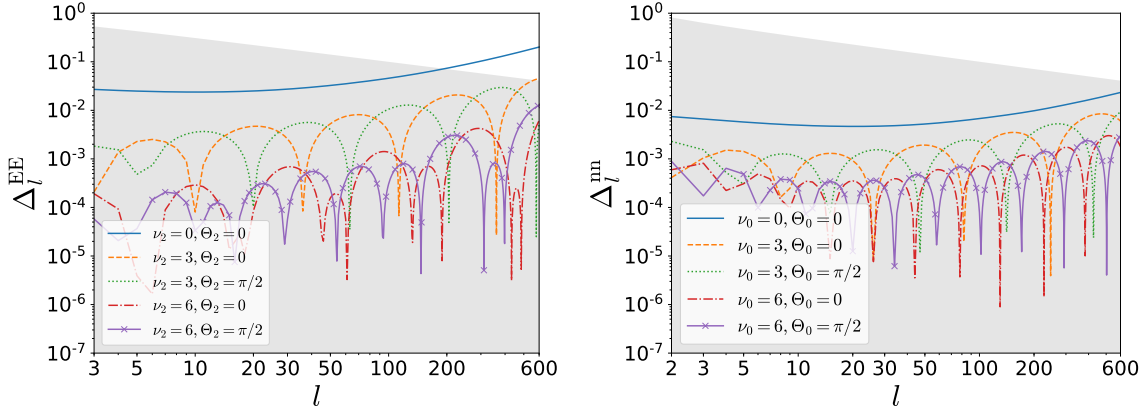 10^0
10^-1
10^-2
10^-3
10^-4
10^-5
10^-6
10^-7
Δ_l^EE
ν_2 = 0, Θ_2 = 0
ν_2 = 3, Θ_2 = 0
ν_2 = 3, Θ_2 = π/2
ν_2 = 6, Θ_2 = 0
ν_2 = 6, Θ_2 = π/2
3 5 10 20 30 50 100 200 600
l
10^0
10^-1
10^-2
10^-3
10^-4
10^-5
10^-6
10^-7
Δ_l^nn
ν_0 = 0, Θ_0 = 0
ν_0 = 3, Θ_0 = 0
ν_0 = 3, Θ_0 = π/2
ν_0 = 6, Θ_0 = 0
ν_0 = 6, Θ_0 = π/2
2 3 5 10 20 30 50 100 200 600
l